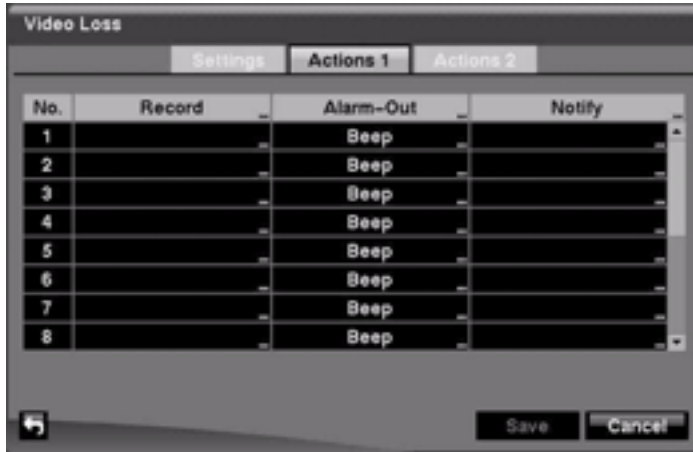 Video Loss
Settings Actions 1 Actions 2
No. Record Alarm-Out Notify
1 Beep
2 Beep
3 Beep
4 Beep
5 Beep
6 Beep
7 Beep
8 Beep
Save Cancel